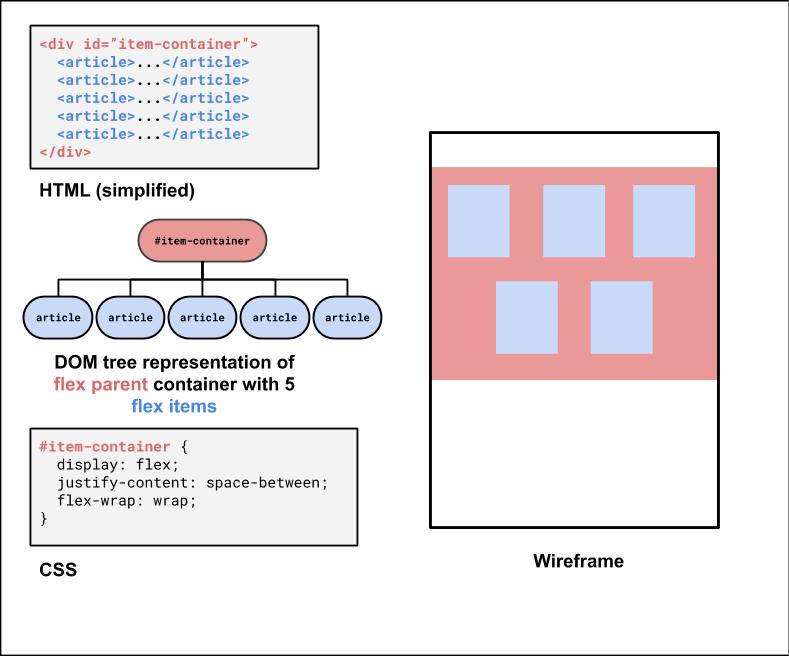 <div id="item-container">
<article>...</article>
<article>...</article>
<article>...</article>
<article>...</article>
<article>...</article>
</div>
HTML (simplified)
#item-container
article article article article article
DOM tree representation of
flex parent container with 5
flex items
#item-container {
display: flex;
justify-content: space-between;
flex-wrap: wrap;
}
CSS
Wireframe